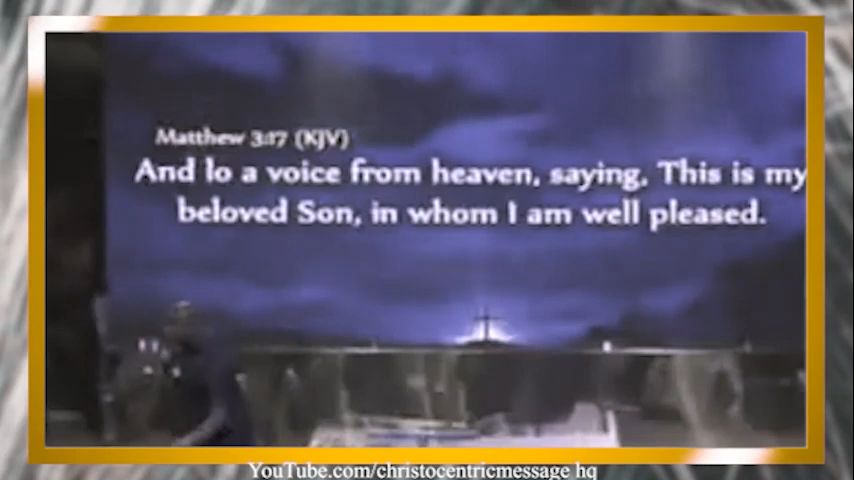 Matthew 3:17 (KJV)
And lo a voice from heaven, saying, This is my
beloved Son, in whom I am well pleased.
YouTube.com/christocentricmessage hq